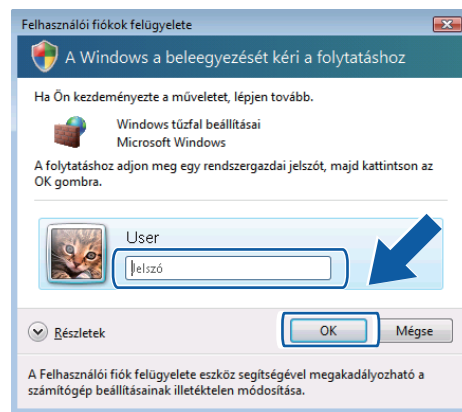 Felhasználói fiókok felügyelete
A Windows a beleegyezését kéri a folytatáshoz
Ha Ön kezdeményezte a műveletet, lépjen tovább.
Windows tűzfal beállításai
Microsoft Windows
A folytatáshoz adjon meg egy rendszergazdai jelszót, majd kattintson az
OK gombra.
User
Jelszó
Részletek
OK
Mégse
A Felhasználói fiók felügyelete eszköz segítségével megakadályozható a
számítógép beállításainak illetéktelen módosítása.